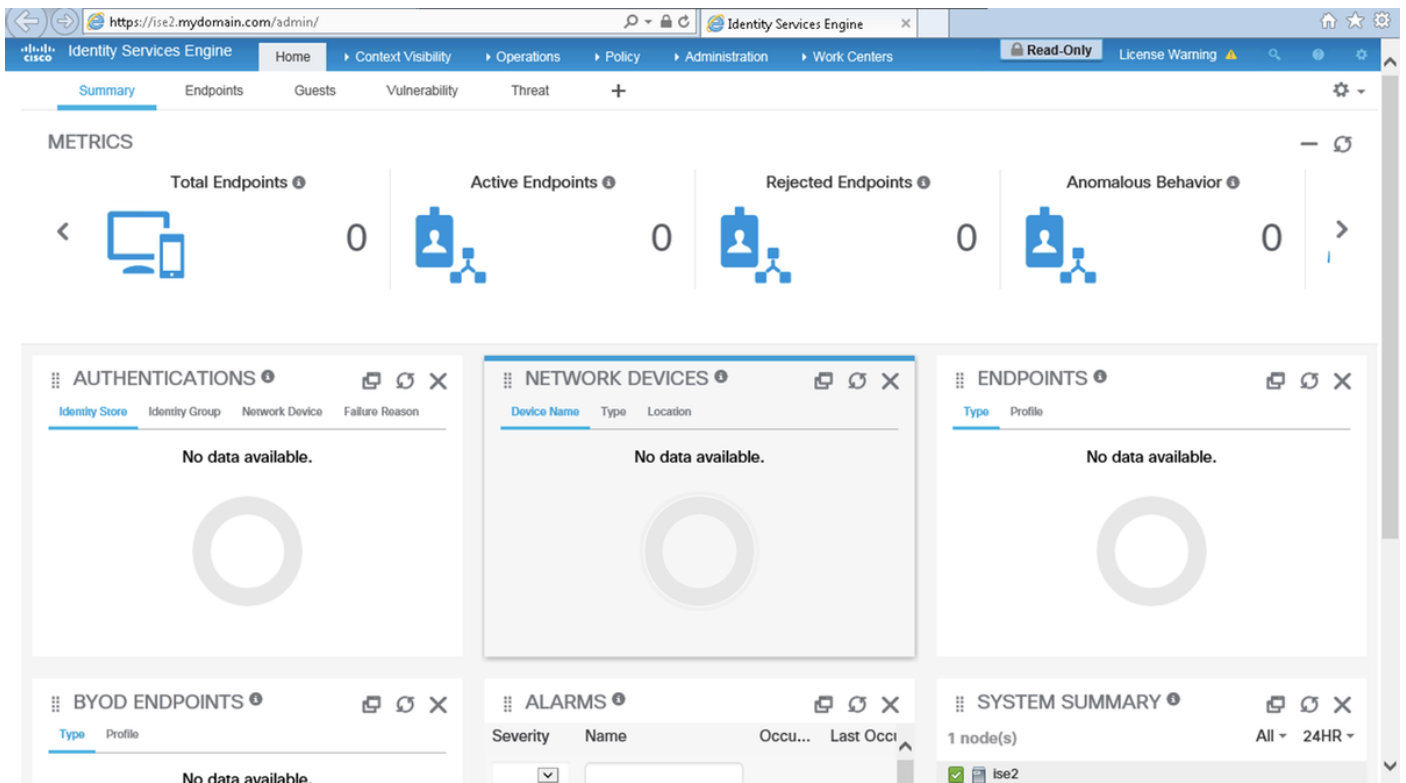 https://ise2.mydomain.com/admin/
Identity Services Engine
cisco Identity Services Engine Home Context Visibility Operations Policy Administration Work Centers Read-Only License Warning
Summary Endpoints Guests Vulnerability Threat
METRICS
Total Endpoints Active Endpoints Rejected Endpoints Anomalous Behavior
0 0 0 0
AUTHENTICATIONS
Identity Store Identity Group Network Device Failure Reason
No data available.
NETWORK DEVICES
Device Name Type Location
No data available.
ENDPOINTS
Type Profile
No data available.
BYOD ENDPOINTS
Type Profile
No data available.
ALARMS
Severity Name Occu... Last Occu
SYSTEM SUMMARY
1 node(s) All 24HR
ise2